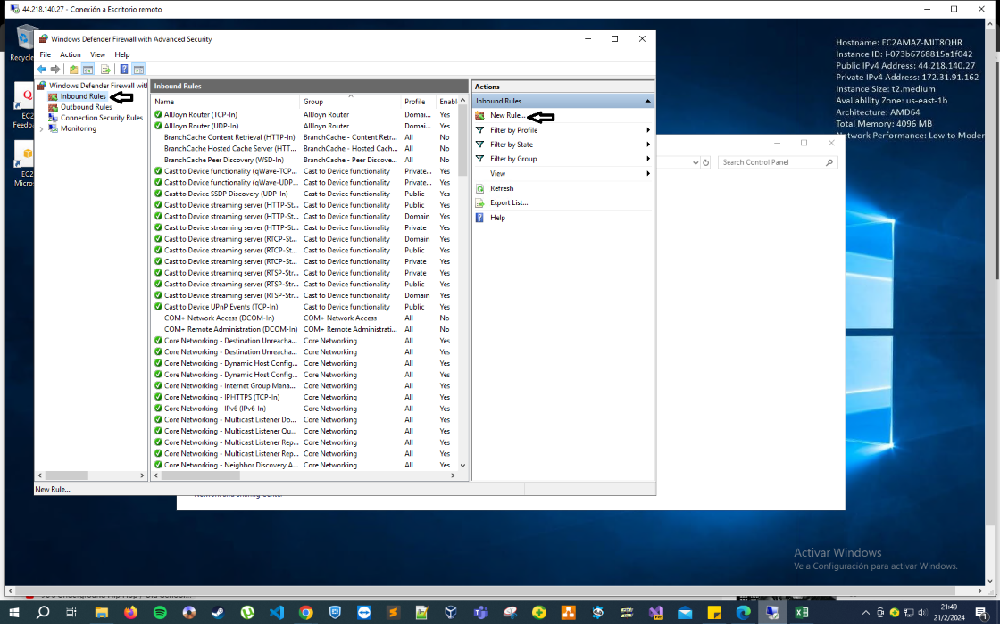 44.218.140.27 - Conexión a Escritorio remoto
Recycle
EC2
Feedba
EC2
Micros
Hostname: EC2AMAZ-MIT8QHR
Instance ID: i-073b6768815a1f042
Public IPv4 Address: 44.218.140.27
Private IPv4 Address: 172.31.91.162
Instance Size: t2.medium
Availability Zone: us-east-1b
Architecture: AMD64
Total Memory: 4096 MB
Network Performance: Low to Moder
Windows Defender Firewall with Advanced Security
File Action View Help
Windows Defender Firewall with
Inbound Rules
Outbound Rules
Connection Security Rules
Monitoring
Inbound Rules
Name Group Profile Enabl
AllJoyn Router (TCP-In) AllJoyn Router Domai... Yes
AllJoyn Router (UDP-In) AllJoyn Router Domai... Yes
BranchCache Content Retrieval (HTTP-In) BranchCache - Content Retr... All No
BranchCache Hosted Cache Server (HTT... BranchCache - Hosted Cach... All No
BranchCache Peer Discovery (WSD-In) BranchCache - Peer Discove... All No
Cast to Device functionality (qWave-TCP... Cast to Device functionality Private... Yes
Cast to Device functionality (qWave-UDP... Cast to Device functionality Private... Yes
Cast to Device SSDP Discovery (UDP-In) Cast to Device functionality Public Yes
Cast to Device streaming server (HTTP-St... Cast to Device functionality Public Yes
Cast to Device streaming server (HTTP-St... Cast to Device functionality Domain Yes
Cast to Device streaming server (HTTP-St... Cast to Device functionality Private Yes
Cast to Device streaming server (RTCP-St... Cast to Device functionality Domain Yes
Cast to Device streaming server (RTCP-St... Cast to Device functionality Public Yes
Cast to Device streaming server (RTCP-St... Cast to Device functionality Private Yes
Cast to Device streaming server (RTSP-Str... Cast to Device functionality Private Yes
Cast to Device streaming server (RTSP-Str... Cast to Device functionality Public Yes
Cast to Device streaming server (RTSP-Str... Cast to Device functionality Domain Yes
Cast to Device UPnP Events (TCP-In) Cast to Device functionality Public Yes
COM+ Network Access (DCOM-In) COM+ Network Access All No
COM+ Remote Administration (DCOM-In) COM+ Remote Administrati... All No
Core Networking - Destination Unreacha... Core Networking All Yes
Core Networking - Destination Unreacha... Core Networking All Yes
Core Networking - Dynamic Host Config... Core Networking All Yes
Core Networking - Dynamic Host Config... Core Networking All Yes
Core Networking - Internet Group Mana... Core Networking All Yes
Core Networking - IPHTTPS (TCP-In) Core Networking All Yes
Core Networking - IPv6 (IPv6-In) Core Networking All Yes
Core Networking - Multicast Listener Do... Core Networking All Yes
Core Networking - Multicast Listener Qu... Core Networking All Yes
Core Networking - Multicast Listener Rep... Core Networking All Yes
Core Networking - Multicast Listener Rep... Core Networking All Yes
Core Networking - Neighbor Discovery A... Core Networking All Yes
Actions
Inbound Rules
New Rule...
Filter by Profile
Filter by State
Filter by Group
View
Refresh
Export List...
Help
New Rule...
Search Control Panel
Network and Sharing Center
Activar Windows
Ve a Configuración para activar Windows.
21:49
21/2/2024